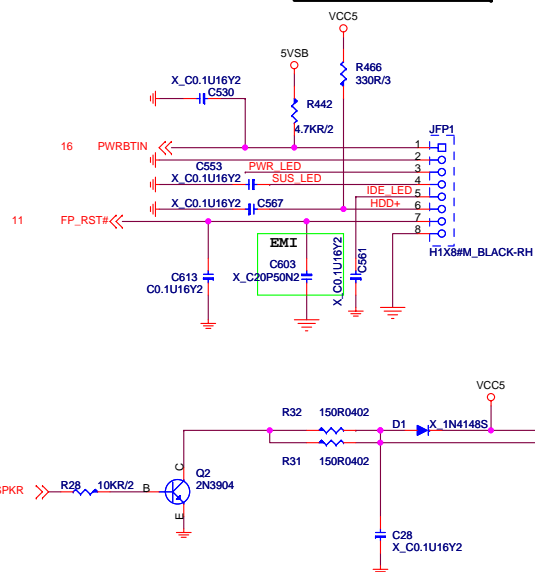 VCC5
5VSB
R466
330R/3
X_C0.1U16Y2
C530
R442
4.7KR/2
JFP1
16 PWRBTIN
1
2
C553
PWR_LED
3
X_C0.1U16Y2
SUS_LED
4
IDE_LED
5
X_C0.1U16Y2
C567
HDD+
6
11 FP_RST#
7
8
EMI
H1X8#M_BLACK-RH
C613
C0.1U16Y2
C603
X_C20P50N2
X_C0.1U16Y2
C561
VCC5
R32 150R0402
D1 X_1N4148S
R31 150R0402
C
Q2
2N3904
SPKR
R28 10KR/2
B
E
C28
X_C0.1U16Y2